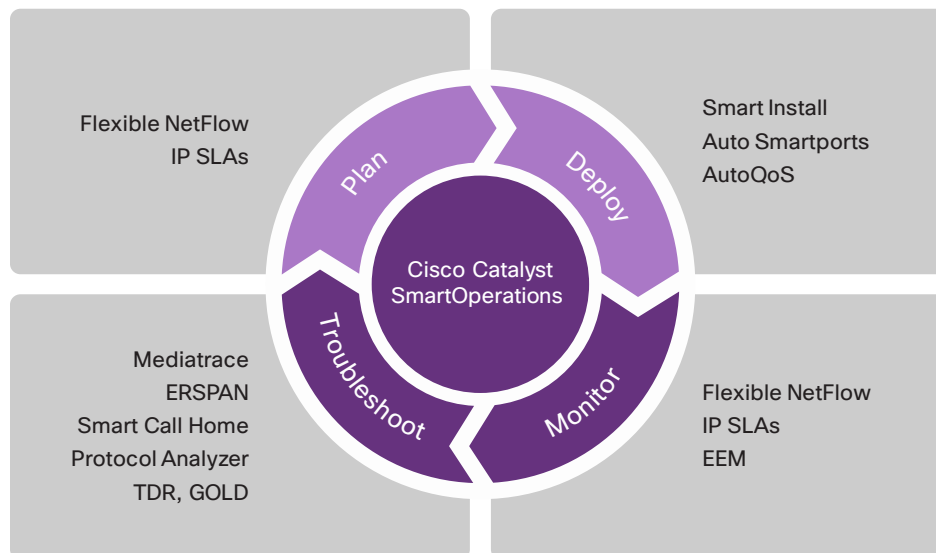 Flexible NetFlow
IP SLAs
Smart Install
Auto Smartports
AutoQoS
Plan
Deploy
Cisco Catalyst
SmartOperations
Troubleshoot
Monitor
Mediatrace
ERSPAN
Smart Call Home
Protocol Analyzer
TDR, GOLD
Flexible NetFlow
IP SLAs
EEM